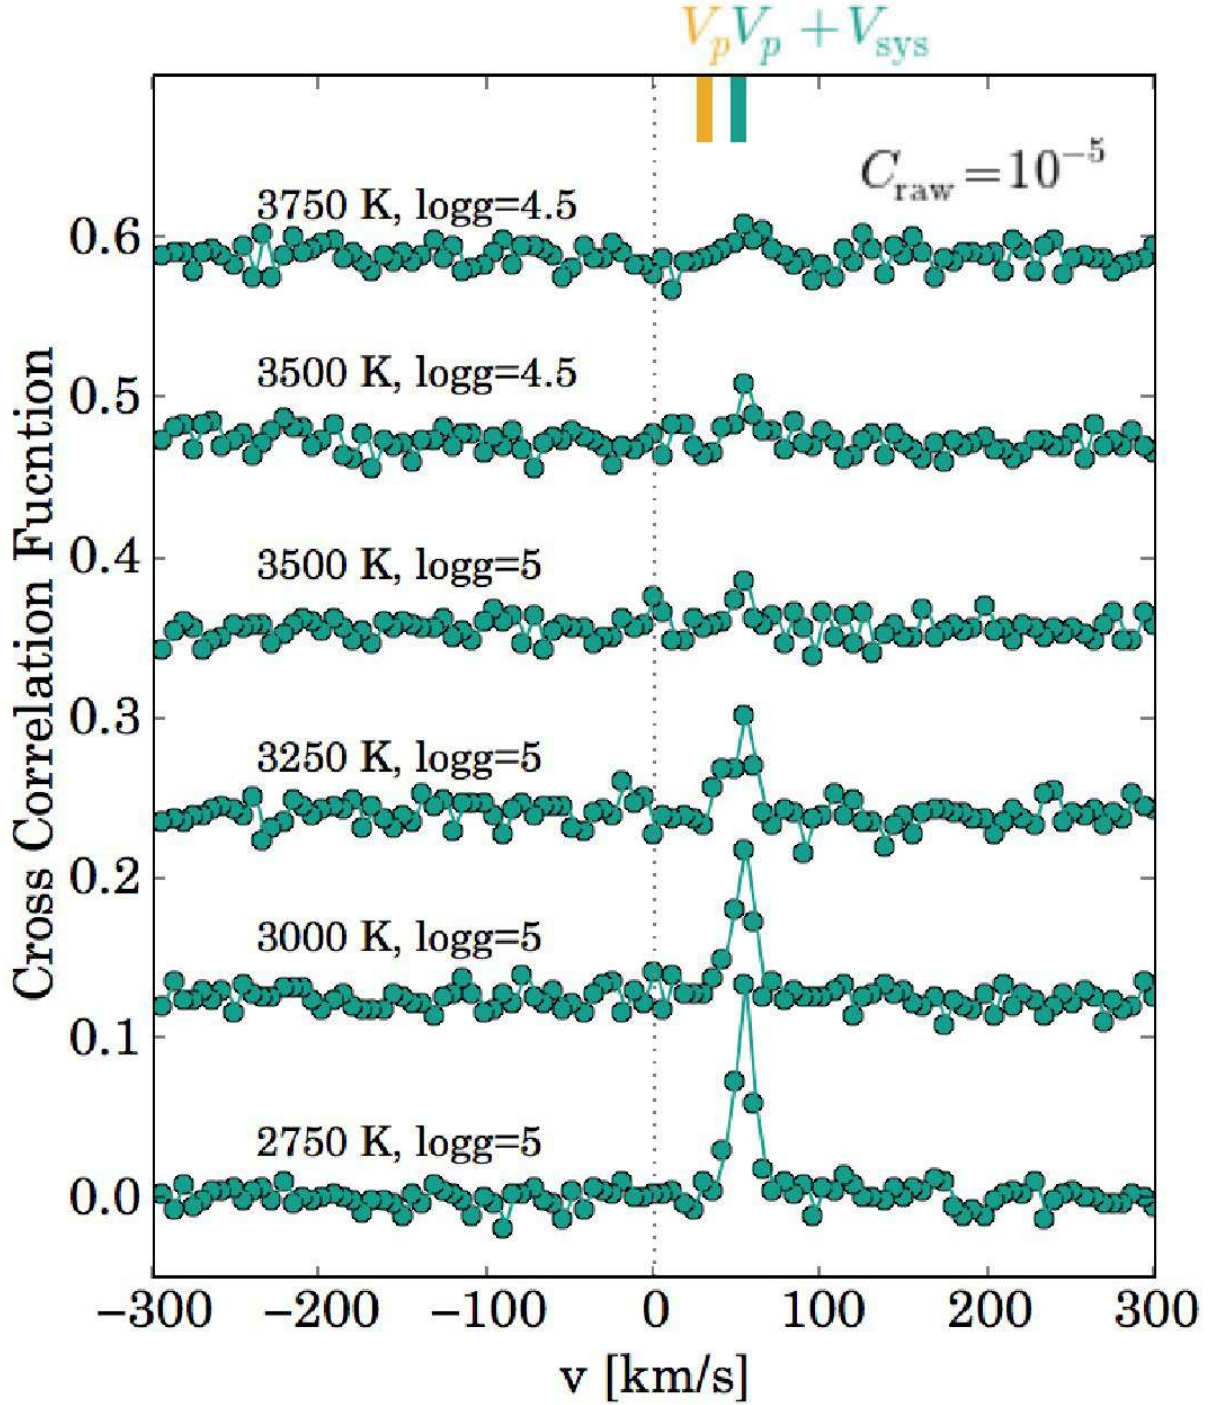 V_p V_p + V_sys
C_raw = 10^−5
3750 K, logg=4.5
3500 K, logg=4.5
3500 K, logg=5
3250 K, logg=5
3000 K, logg=5
2750 K, logg=5
Cross Correlation Fucntion
0.6
0.5
0.4
0.3
0.2
0.1
0.0
−300 −200 −100 0 100 200 300
v [km/s]